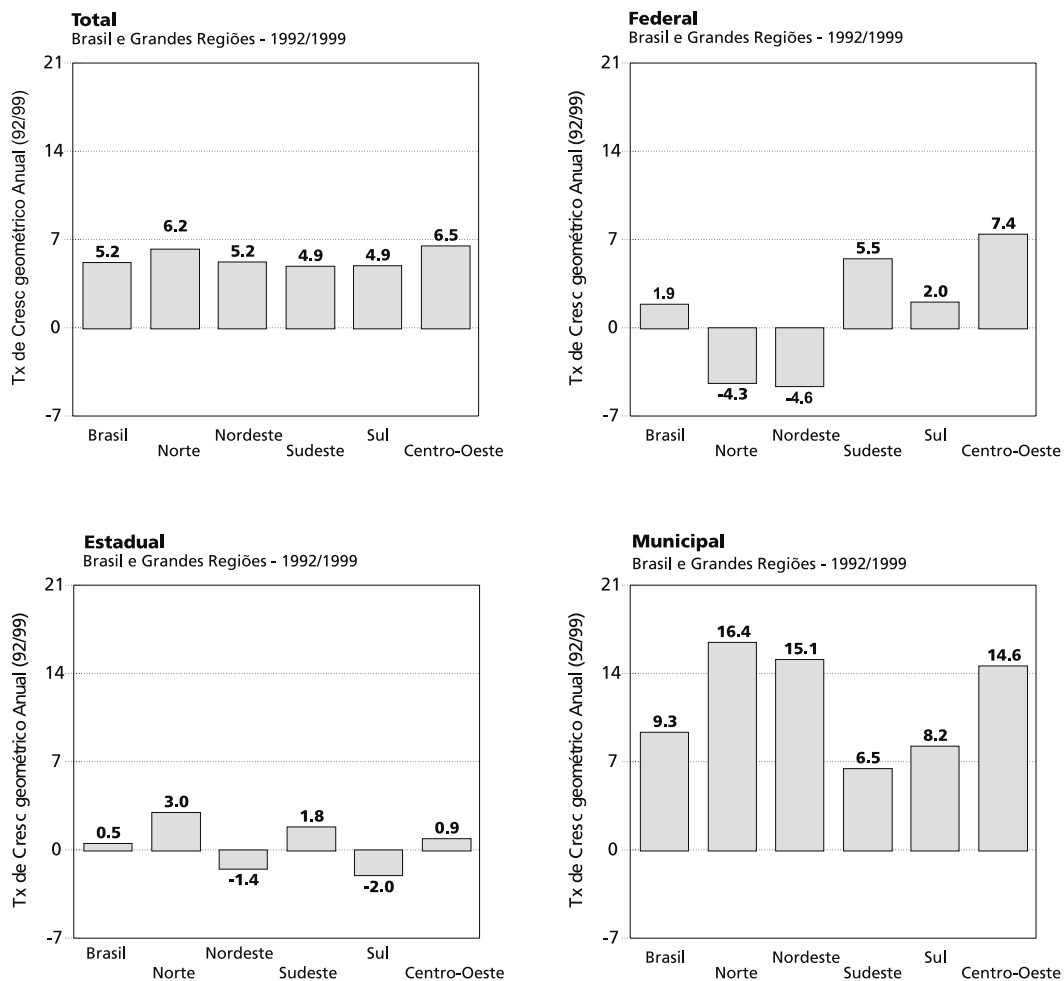 Total
Brasil e Grandes Regiões - 1992/1999
Tx de Cresc geométrico Anual (92/99)
21
14
7
0
-7
5.2
6.2
5.2
4.9
4.9
6.5
Brasil
Norte
Nordeste
Sudeste
Sul
Centro-Oeste
Federal
Brasil e Grandes Regiões - 1992/1999
Tx de Cresc geométrico Anual (92/99)
21
14
7
0
-7
1.9
-4.3
-4.6
5.5
2.0
7.4
Brasil
Norte
Nordeste
Sudeste
Sul
Centro-Oeste
Estadual
Brasil e Grandes Regiões - 1992/1999
Tx de Cresc geométrico Anual (92/99)
21
14
7
0
-7
0.5
3.0
-1.4
1.8
-2.0
0.9
Brasil
Norte
Nordeste
Sudeste
Sul
Centro-Oeste
Municipal
Brasil e Grandes Regiões - 1992/1999
Tx de Cresc geométrico Anual (92/99)
21
14
7
0
-7
9.3
16.4
15.1
6.5
8.2
14.6
Brasil
Norte
Nordeste
Sudeste
Sul
Centro-Oeste